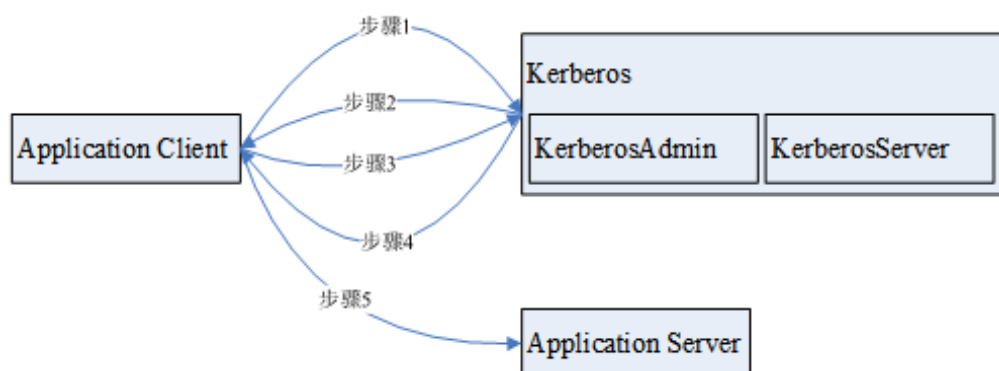 步骤1
Kerberos
步骤2
Application Client
KerberosAdmin
KerberosServer
步骤3
步骤4
步骤5
Application Server